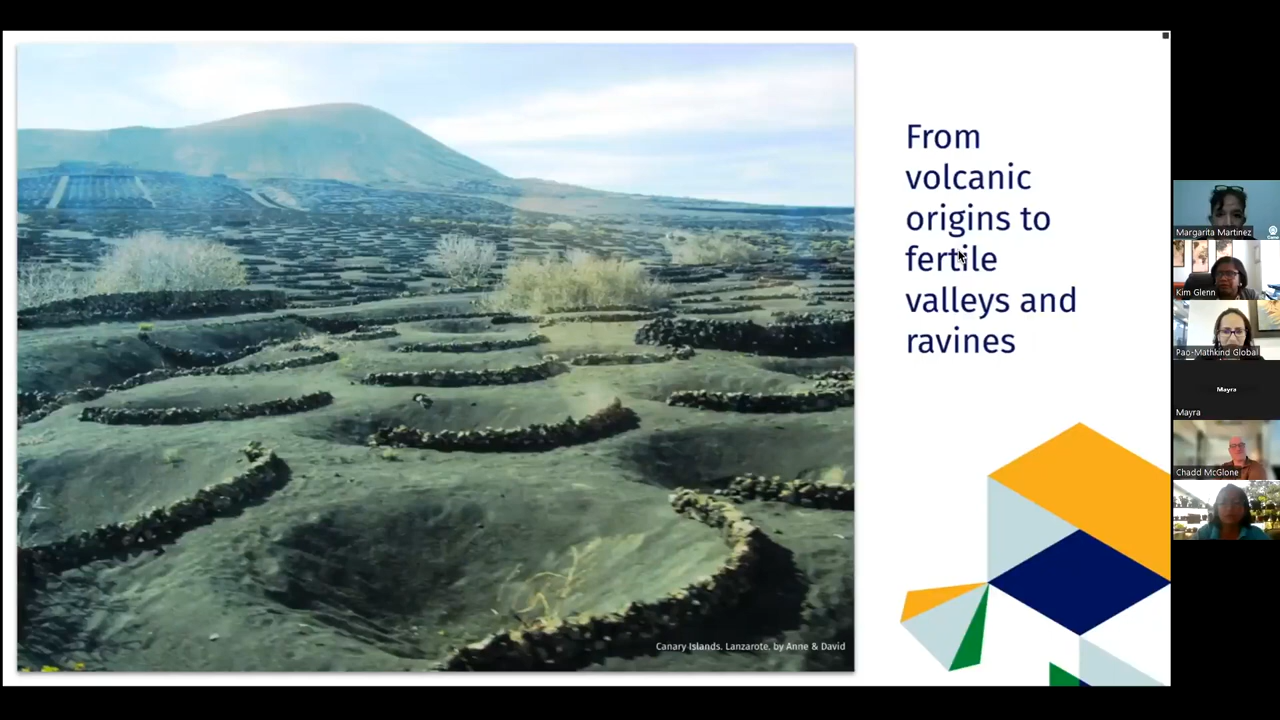 From
volcanic
origins to
fertile
valleys and
ravines
Canary Islands. Lanzarote. by Anne & David
Margarita Martinez
Kim Glenn
Pao-Mathkind Global
Mayra
Mayra
Chadd McGlone